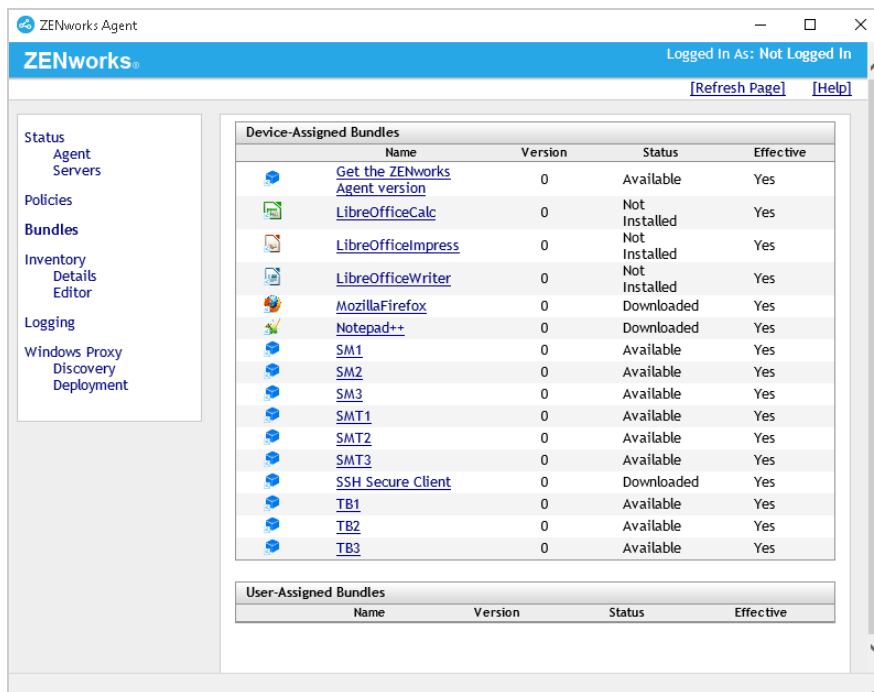 ZENworks Agent
ZENworks®
Logged In As: Not Logged In
[Refresh Page] [Help]
Status
Agent
Servers
Policies
Bundles
Inventory
Details
Editor
Logging
Windows Proxy
Discovery
Deployment
Device-Assigned Bundles
Name Version Status Effective
Get the ZENworks
Agent version 0 Available Yes
LibreOfficeCalc 0 Not
Installed Yes
LibreOfficeImpress 0 Not
Installed Yes
LibreOfficeWriter 0 Not
Installed Yes
MozillaFirefox 0 Downloaded Yes
Notepad++ 0 Downloaded Yes
SM1 0 Available Yes
SM2 0 Available Yes
SM3 0 Available Yes
SMT1 0 Available Yes
SMT2 0 Available Yes
SMT3 0 Available Yes
SSH Secure Client 0 Downloaded Yes
TB1 0 Available Yes
TB2 0 Available Yes
TB3 0 Available Yes
User-Assigned Bundles
Name Version Status Effective